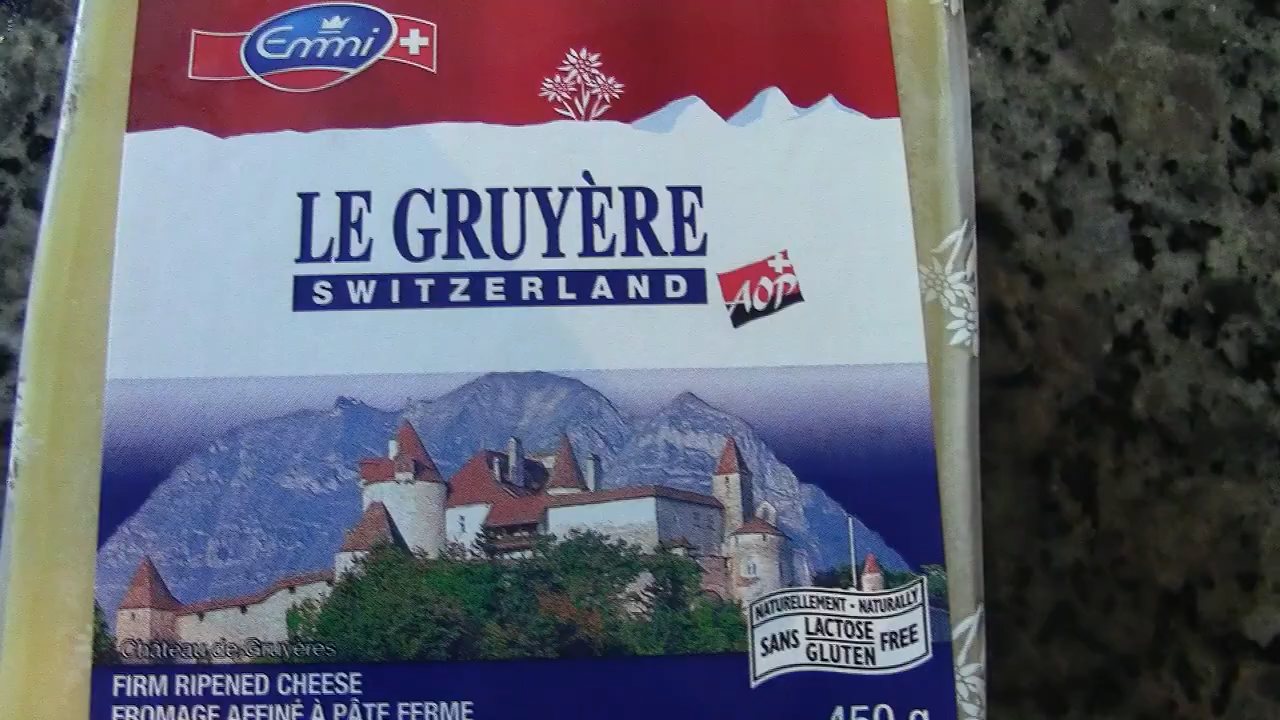 Emmi
LE GRUYÈRE
SWITZERLAND
AOP
Château de Gruyères
NATURELLEMENT - NATURALLY
SANS LACTOSE FREE
GLUTEN
FIRM RIPENED CHEESE
FROMAGE AFFINÉ À PÂTE FERME
450 g